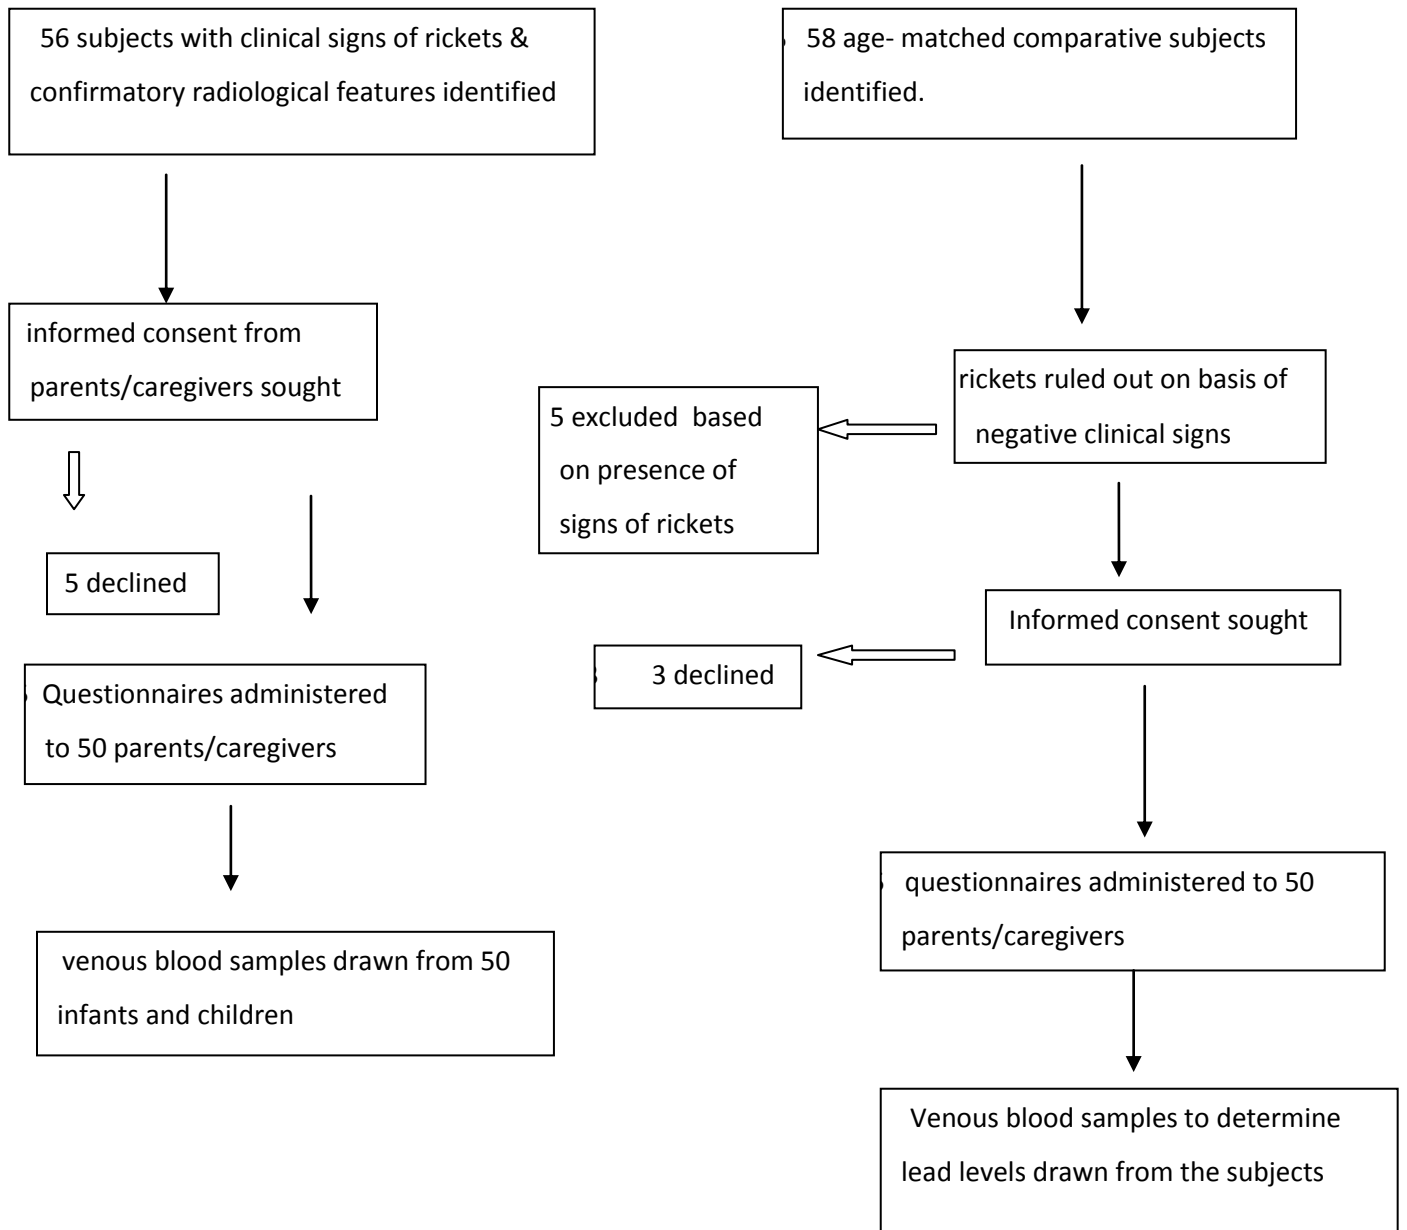 56 subjects with clinical signs of rickets &
confirmatory radiological features identified
58 age- matched comparative subjects
identified.
informed consent from
parents/caregivers sought
rickets ruled out on basis of
negative clinical signs
5 excluded based
on presence of
signs of rickets
5 declined
Informed consent sought
3 declined
Questionnaires administered
to 50 parents/caregivers
questionnaires administered to 50
parents/caregivers
venous blood samples drawn from 50
infants and children
Venous blood samples to determine
lead levels drawn from the subjects